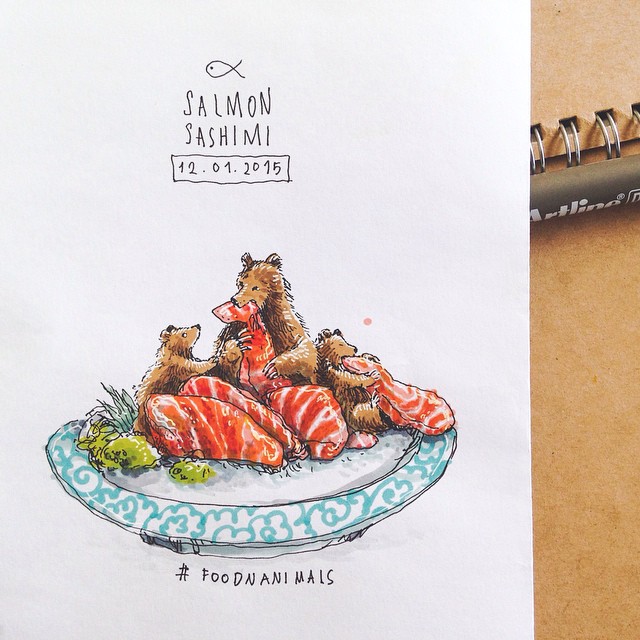 SALMON
SASHIMI
12.01.2015
Artline®
# FOODNANIMALS